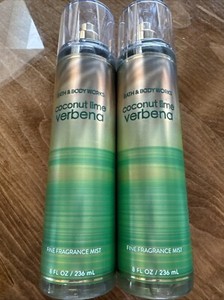 BATH & BODY WORKS
coconut lime
verbena
FINE FRAGRANCE MIST
8 FL OZ / 236 mL
BATH & BODY WORKS
coconut lime
verbena
FINE FRAGRANCE MIST
8 FL OZ / 236 mL